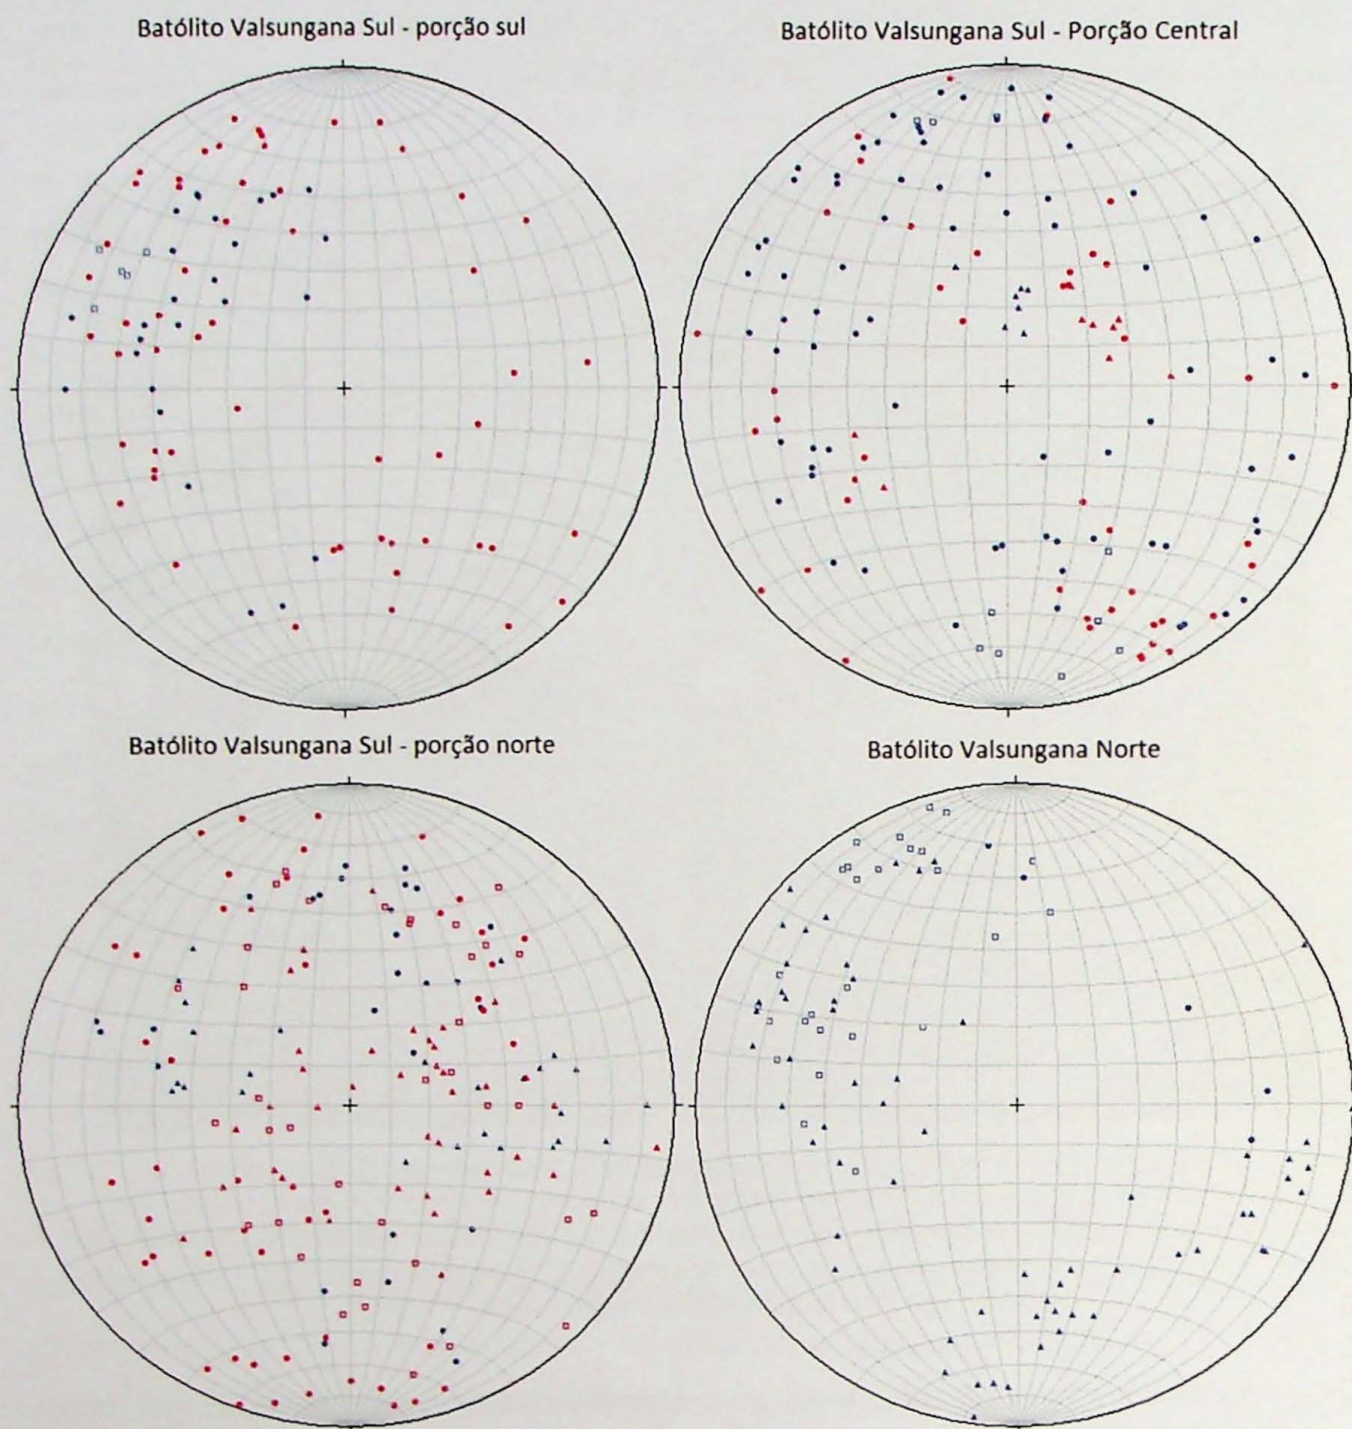 Batólito Valsungana Sul - porção sul
Batólito Valsungana Sul - Porção Central
Batólito Valsungana Sul - porção norte
Batólito Valsungana Norte